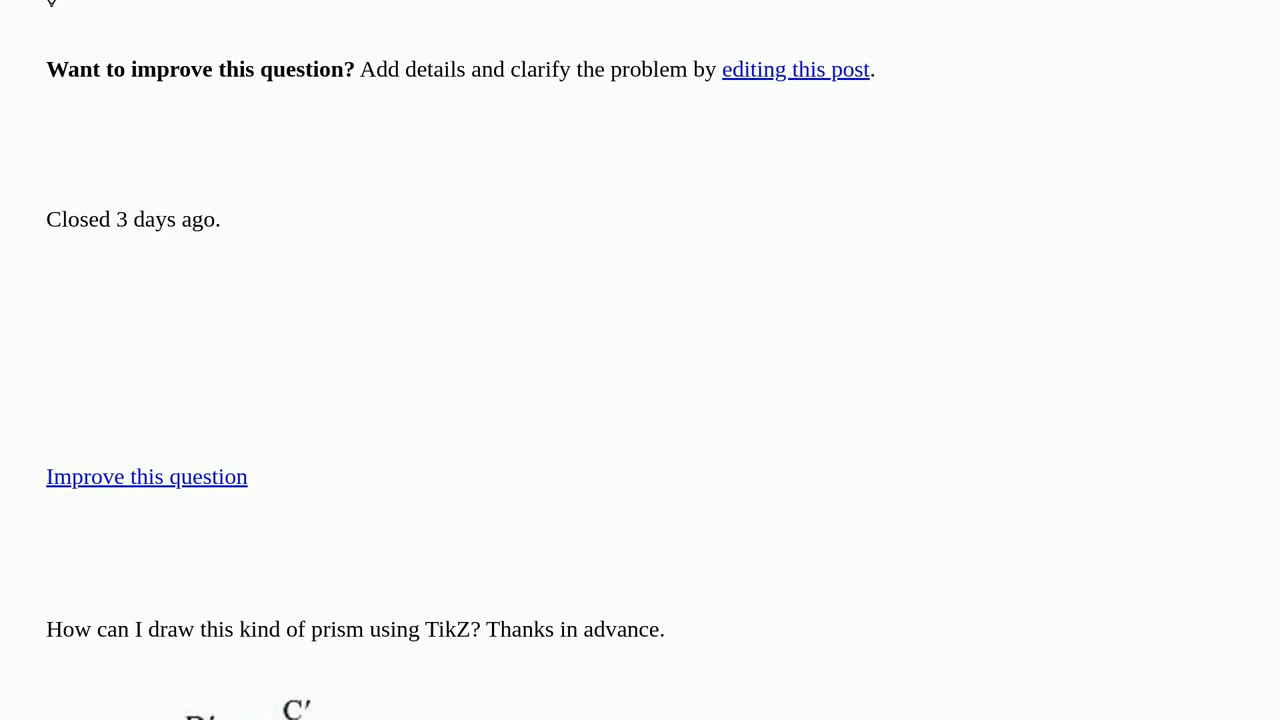 Want to improve this question? Add details and clarify the problem by editing this post.
Closed 3 days ago.
Improve this question
How can I draw this kind of prism using TikZ? Thanks in advance.
C′